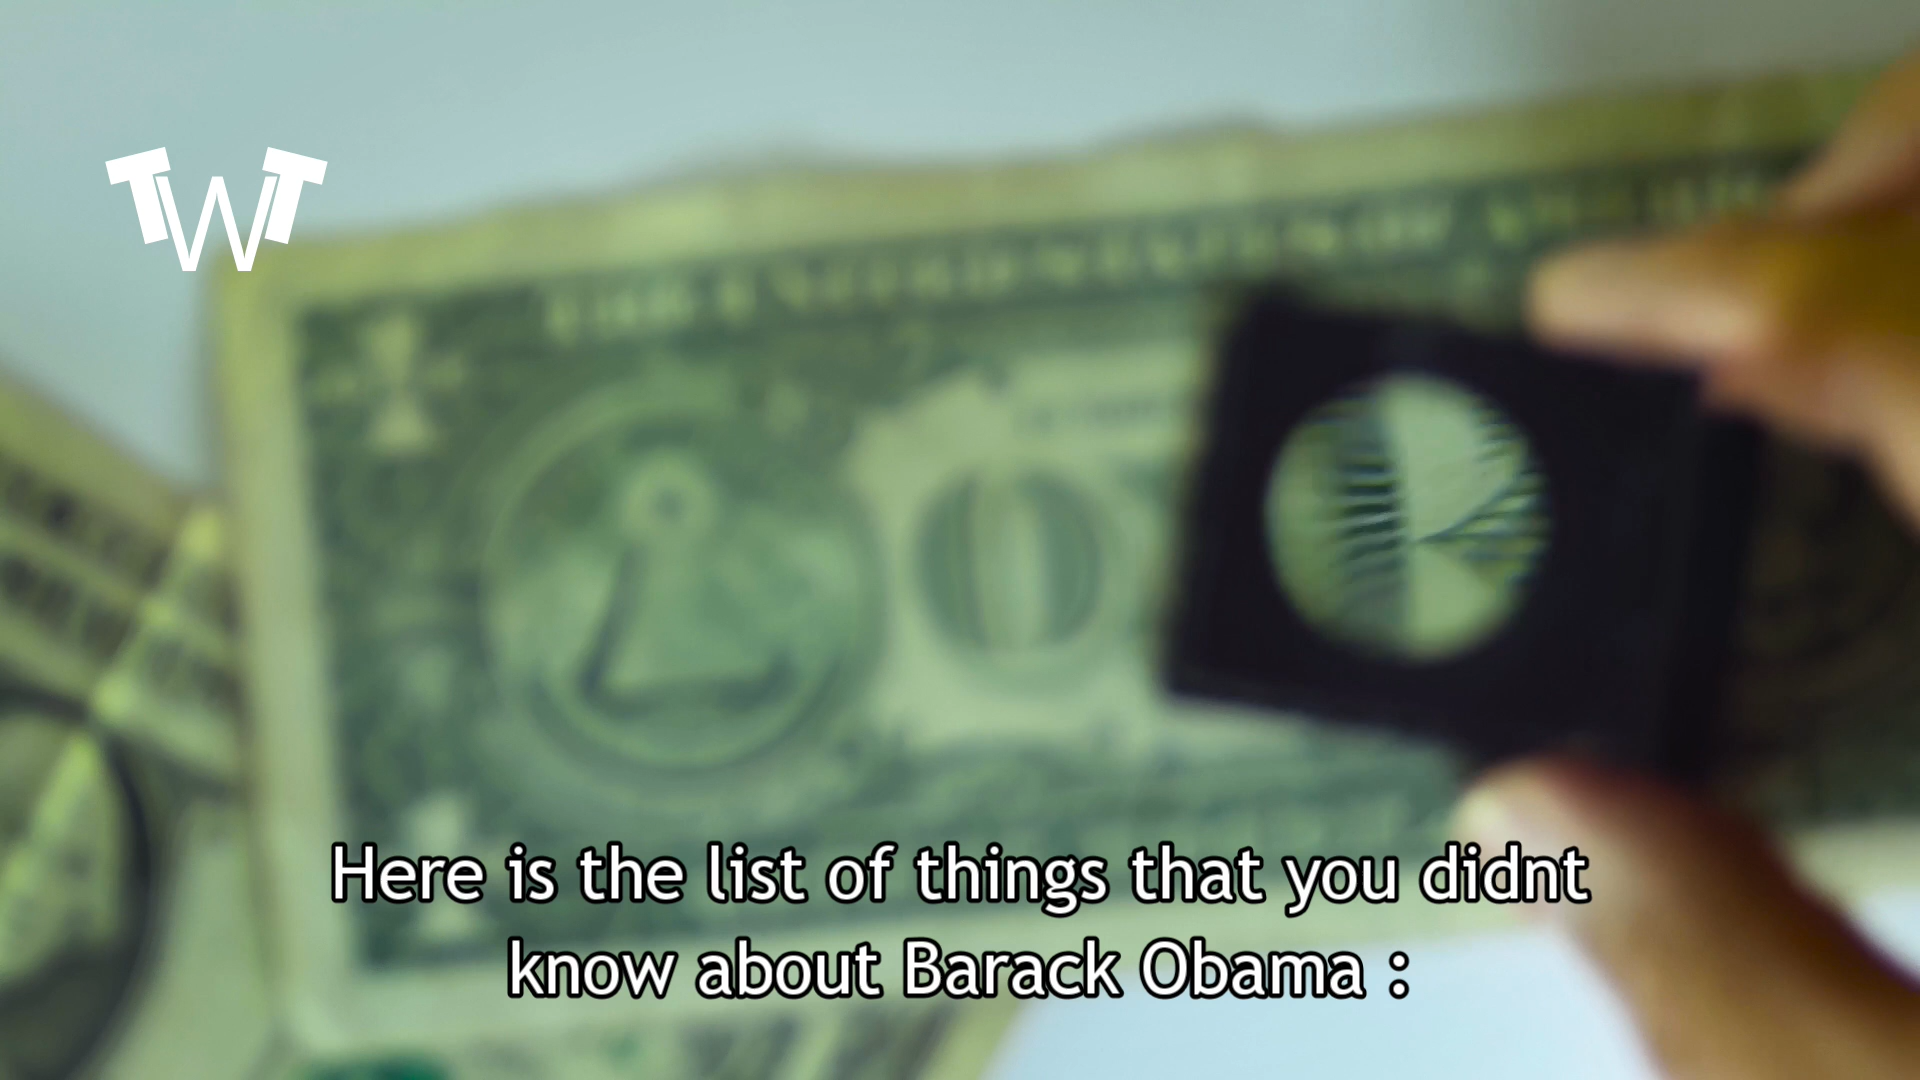 TWT
Here is the list of things that you didnt
know about Barack Obama :